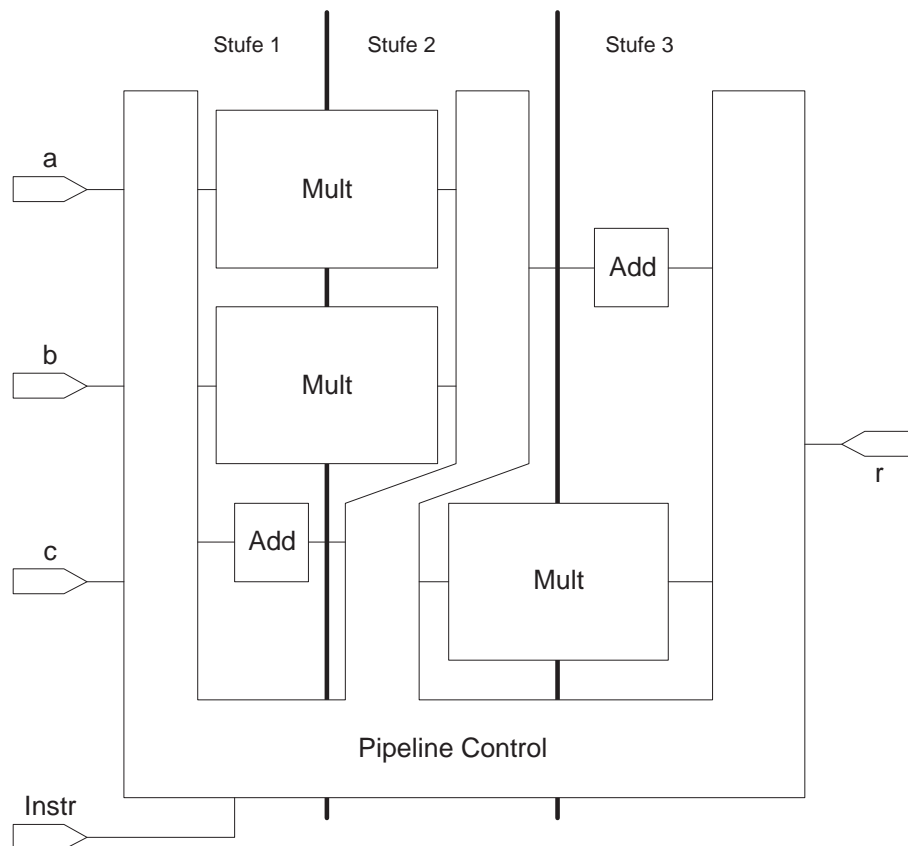 Stufe 1
Stufe 2
Stufe 3
a
Mult
Add
b
Mult
r
c
Add
Mult
Pipeline Control
Instr